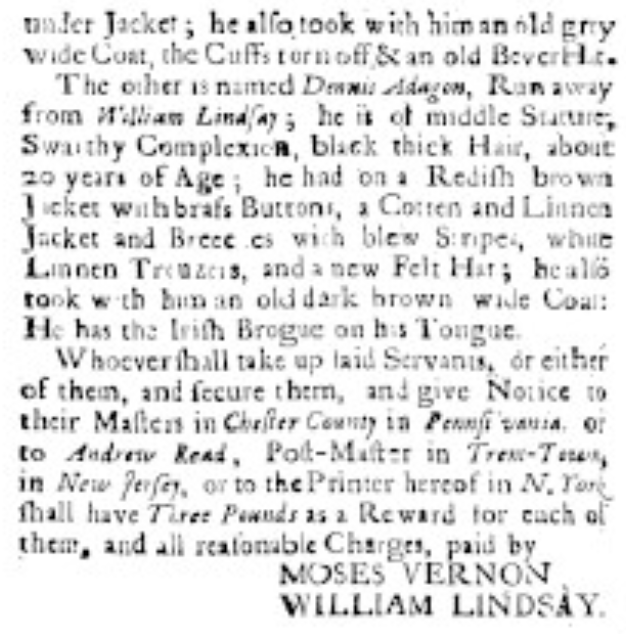 under Jacket; he alſo took with him an old grey
wide Coat, the Cuffs torn off, & an old Bever Hat.
The other is named Dennis Adagon, Run away
from William Lindſay; he is of middle Stature,
Swarthy Complexion, black thick Hair, about
20 years of Age; he had on a Rediſh brown
Jacket with braſs Buttons, a Cotten and Linnen
Jacket and Breeches with blew Stripes, white
Linnen Trouzers, and a new Felt Hat; he alſo
took with him an old dark brown wide Coat:
He has the Iriſh Brogue on his Tongue.
Whoever ſhall take up ſaid Servants, or either
of them, and ſecure them, and give Notice to
their Maſters in Cheſter County in Pennſilvania, or
to Andrew Read, Poſt-Maſter in Trent-Town,
in New Jerſey, or to the Printer hereof in N. York
ſhall have Three Pounds as a Reward for each of
them, and all reaſonable Charges, paid by
MOSES VERNON,
WILLIAM LINDSAY.